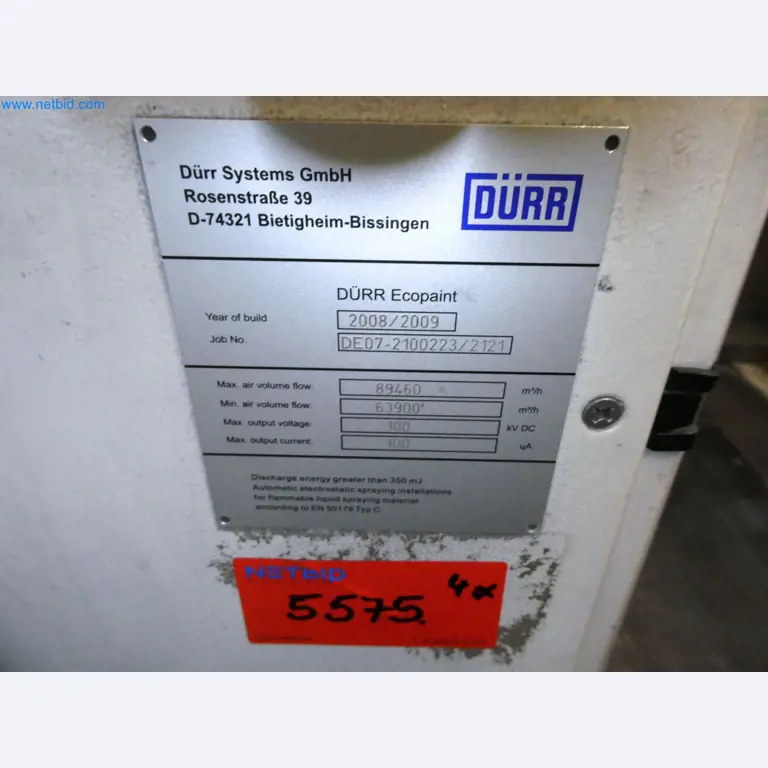 www.netbid.com
Dürr Systems GmbH
Rosenstraße 39
D-74321 Bietigheim-Bissingen
DÜRR
DÜRR Ecopaint
Year of build 2008/2009
Job No. DE07-2100223/2121
Max. air volume flow: 89460 m³/h
Min. air volume flow: 63900 m³/h
Max. output voltage: 100 kV DC
Max. output current: 100 uA
Discharge energy greater than 350 mJ
Automatic electrostatic spraying installations
for flammable liquid spraying material
according to EN 50176 Typ C
NETBID
5575 4x